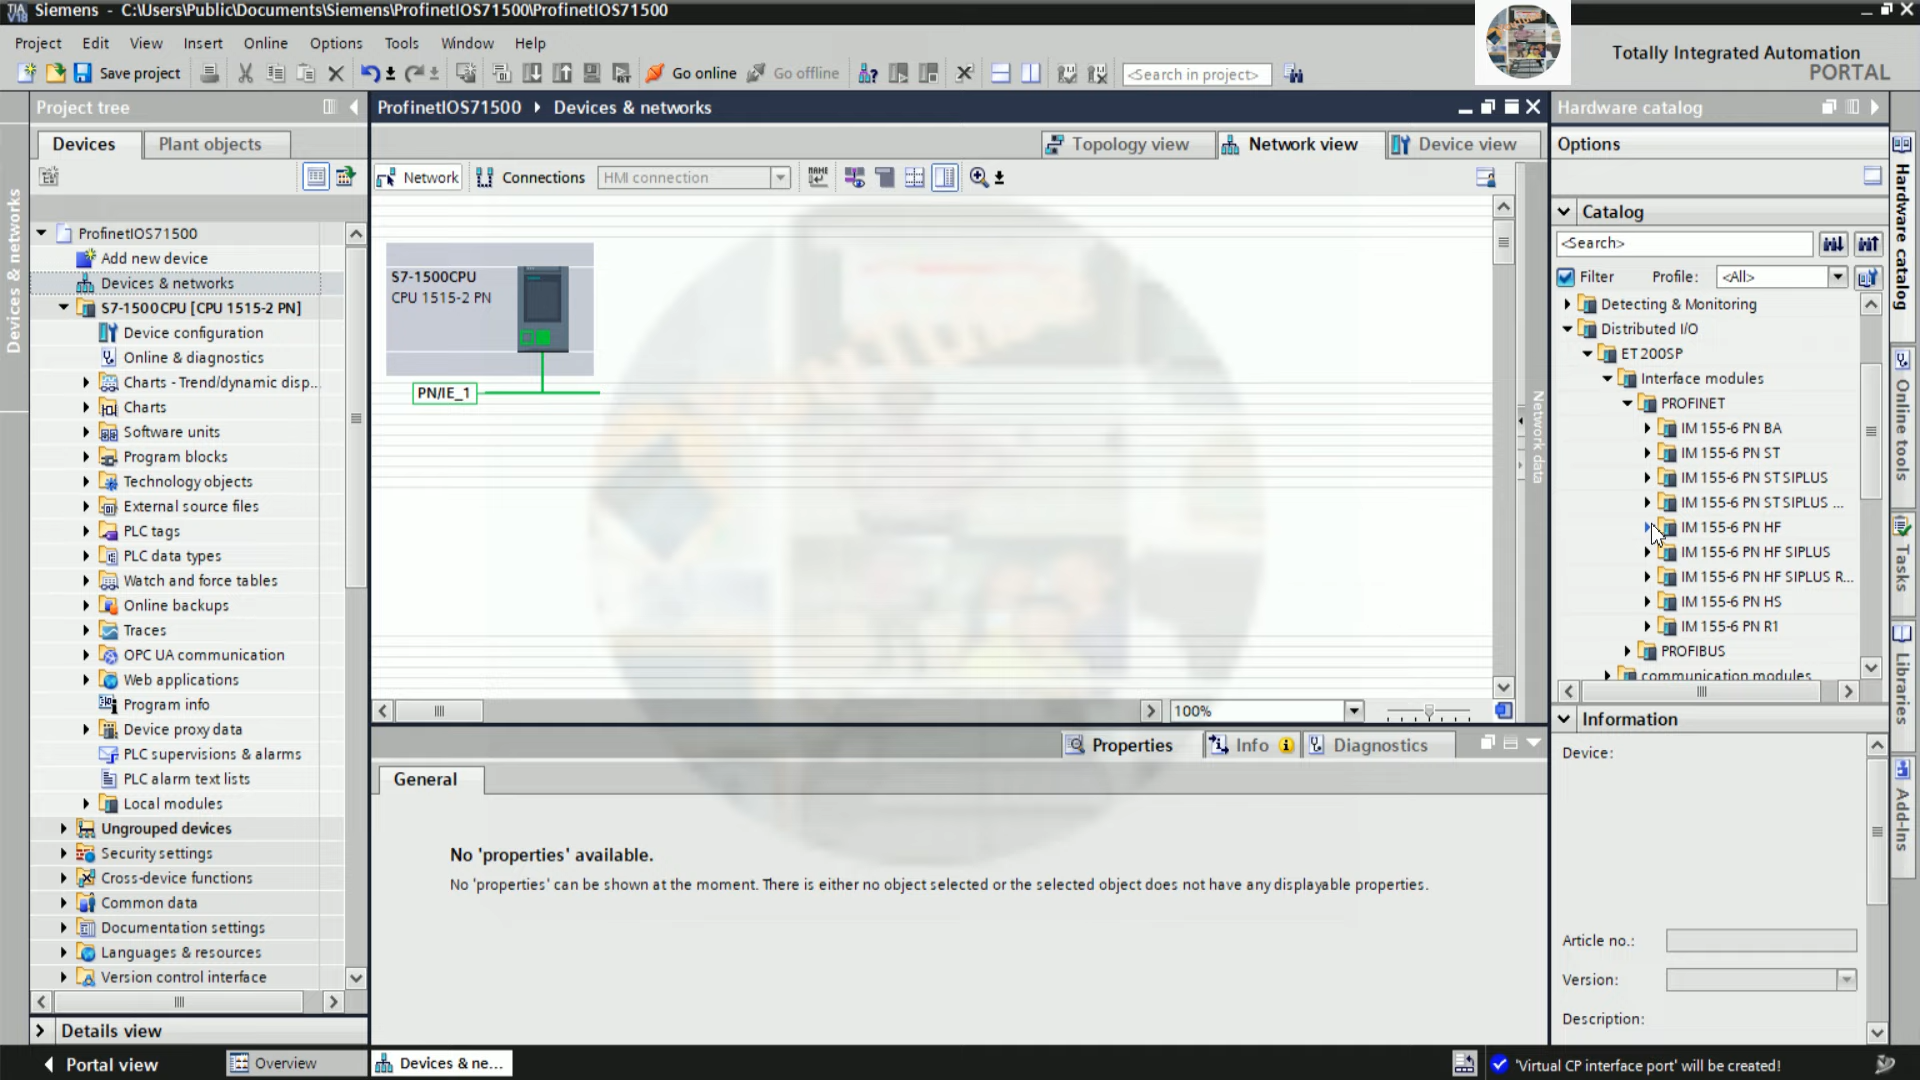 Siemens - C:\Users\Public\Documents\Siemens\ProfinetIOS71500\ProfinetIOS71500
Project Edit View Insert Online Options Tools Window Help
Totally Integrated Automation
PORTAL
Save project
Go online
Go offline
<Search in project>
Project tree
ProfinetIOS71500 Devices & networks
Hardware catalog
Devices
Plant objects
Topology view
Network view
Device view
Options
Network
Connections
HMI connection
Devices & networks
ProfinetIOS71500
Add new device
Devices & networks
S7-1500CPU [CPU 1515-2 PN]
Device configuration
Online & diagnostics
Charts - Trend/dynamic disp...
Charts
Software units
Program blocks
Technology objects
External source files
PLC tags
PLC data types
Watch and force tables
Online backups
Traces
OPC UA communication
Web applications
Program info
Device proxy data
PLC supervisions & alarms
PLC alarm text lists
Local modules
Ungrouped devices
Security settings
Cross-device functions
Common data
Documentation settings
Languages & resources
Version control interface
Details view
S7-1500CPU
CPU 1515-2 PN
PN/IE_1
Network data
100%
Properties
Info
Diagnostics
General
No 'properties' available.
No 'properties' can be shown at the moment. There is either no object selected or the selected object does not have any displayable properties.
Catalog
<Search>
Filter
Profile:
<All>
Detecting & Monitoring
Distributed I/O
ET 200SP
Interface modules
PROFINET
IM 155-6 PN BA
IM 155-6 PN ST
IM 155-6 PN ST SIPLUS
IM 155-6 PN ST SIPLUS ...
IM 155-6 PN HF
IM 155-6 PN HF SIPLUS
IM 155-6 PN HF SIPLUS R...
IM 155-6 PN HS
IM 155-6 PN R1
PROFIBUS
communication modules
Information
Device:
Article no.:
Version:
Description:
Hardware catalog
Online tools
Tasks
Libraries
Add-Ins
Portal view
Overview
Devices & ne...
'Virtual CP interface port' will be created!